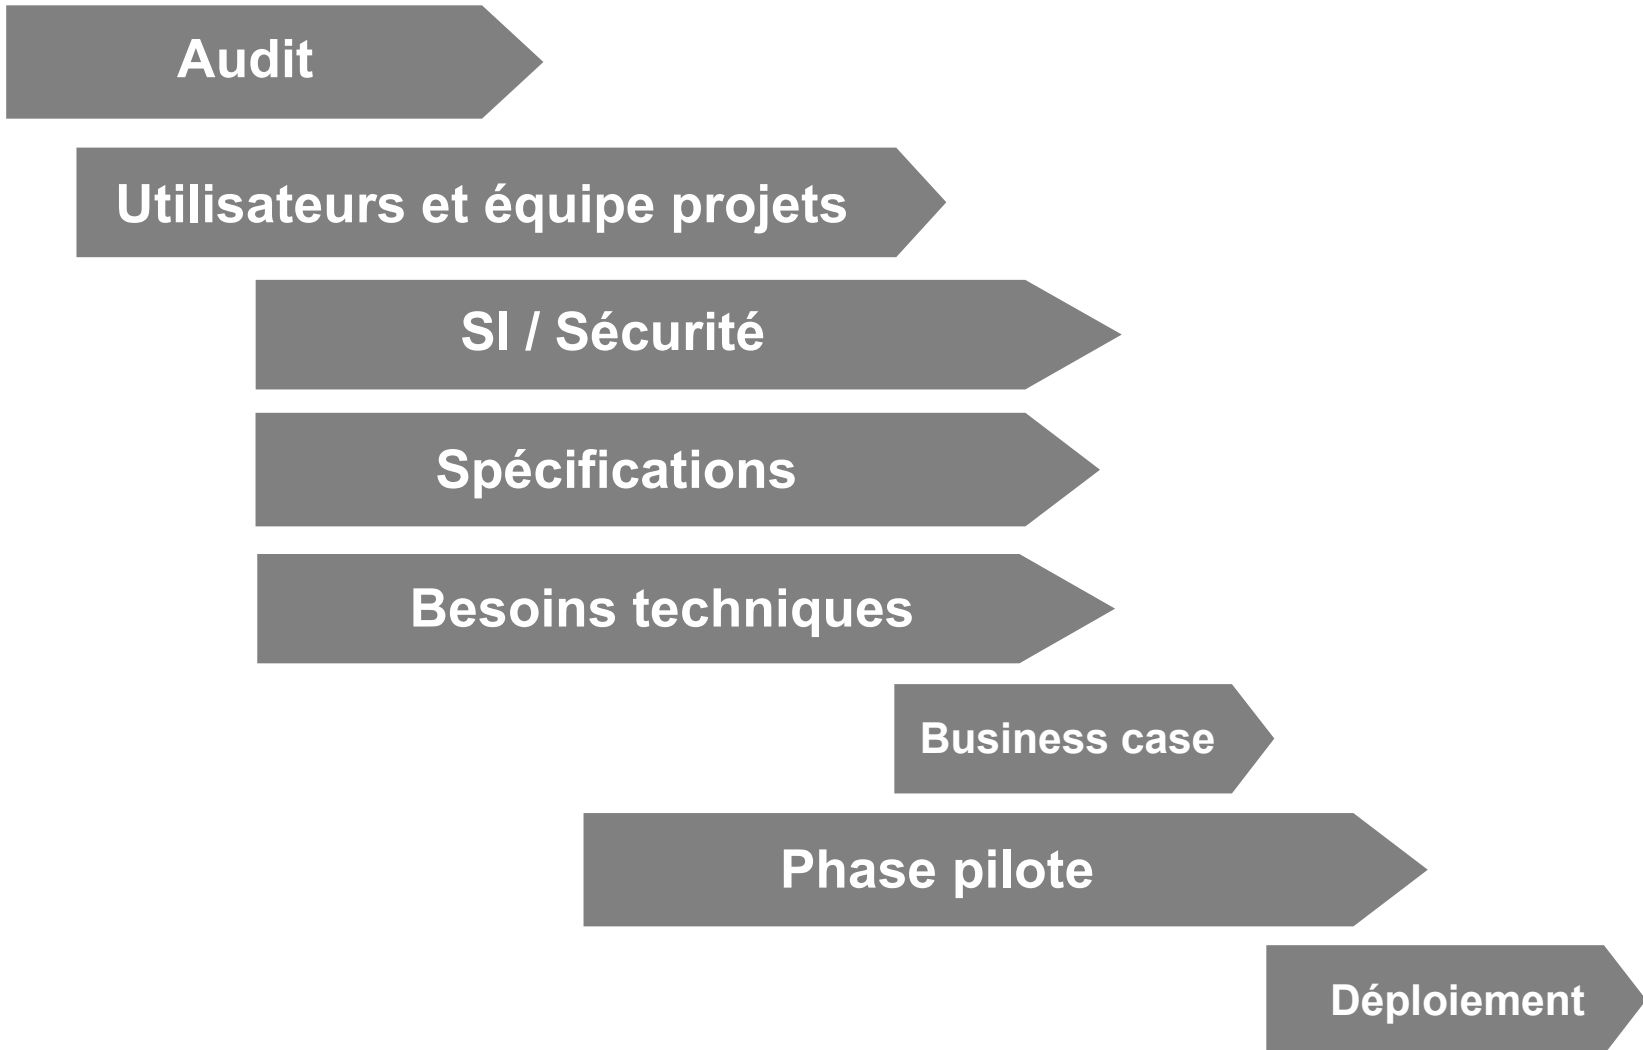 Audit
Utilisateurs et équipe projets
SI / Sécurité
Spécifications
Besoins techniques
Business case
Phase pilote
Déploiement